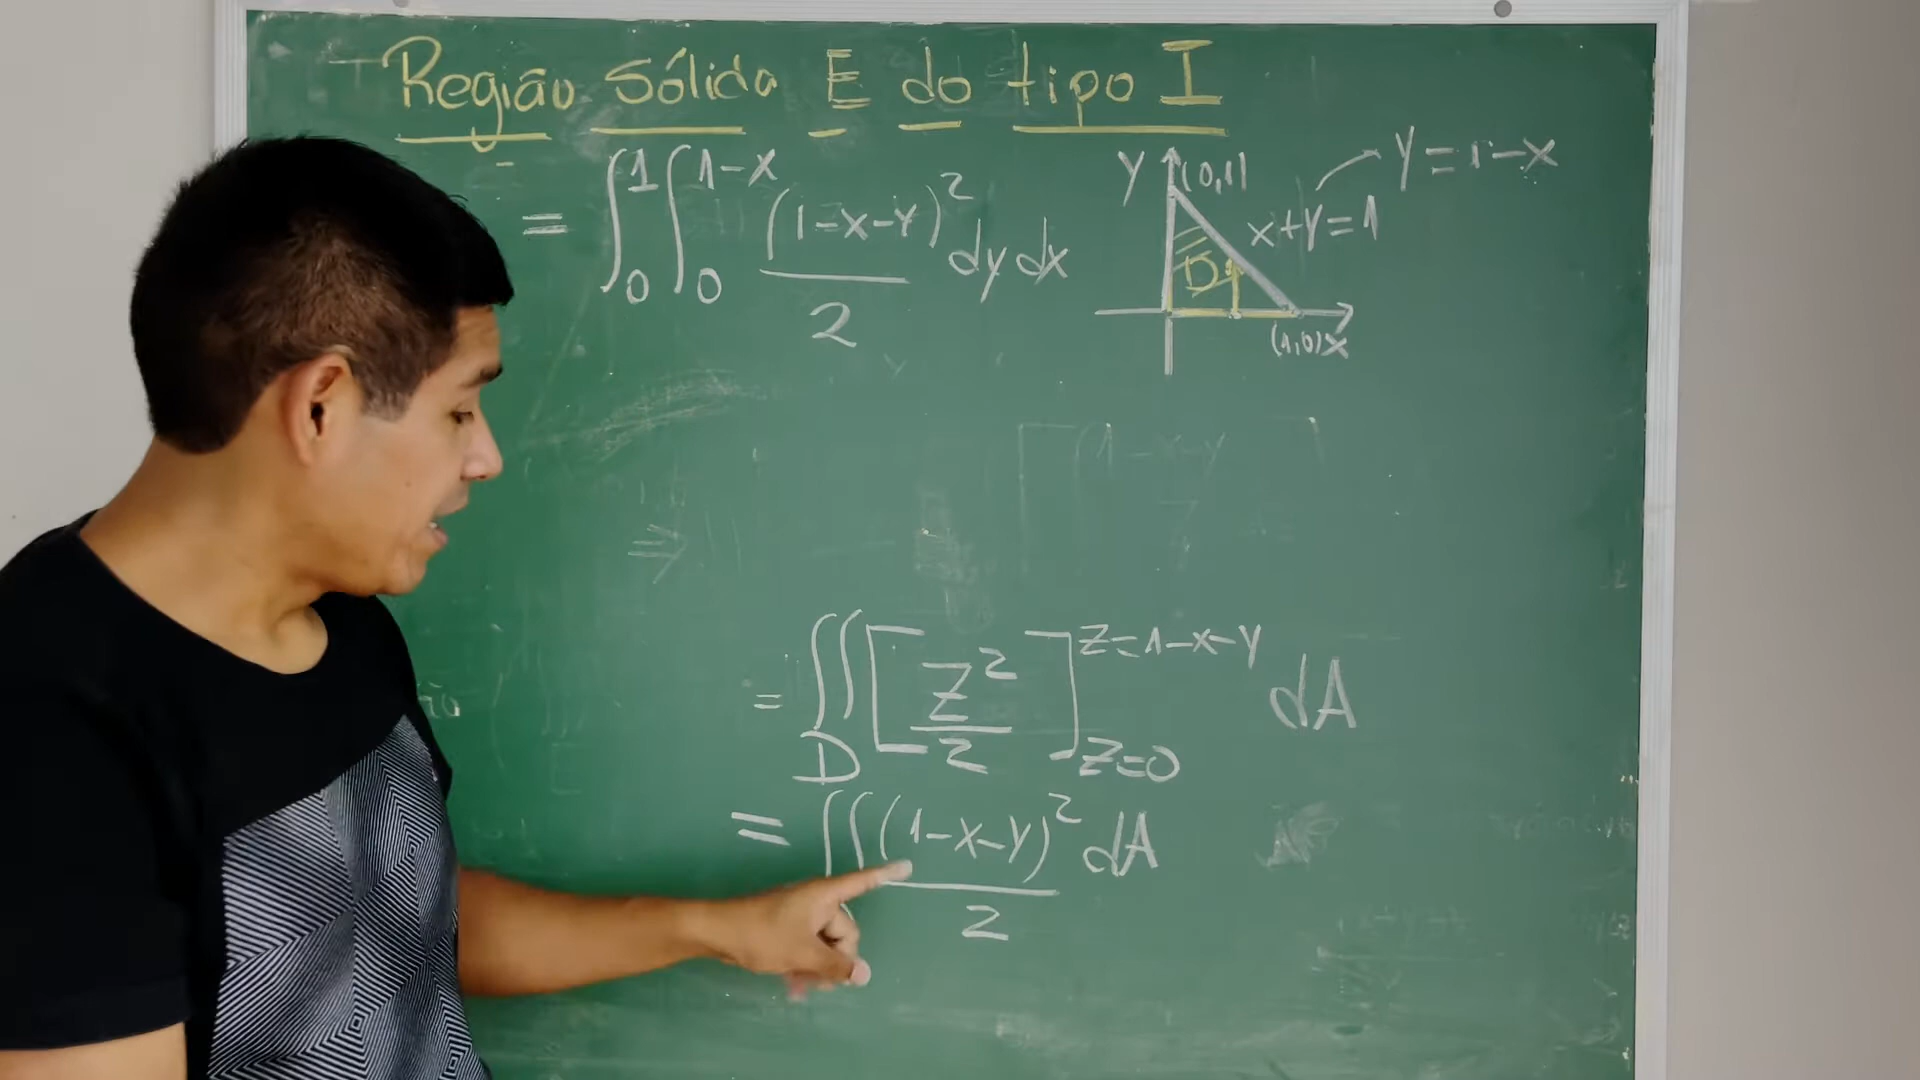 Região Sólida E do tipo I
= ∫₀¹ ∫₀^{1-x} (1-x-y)²/2 dy dx
y
(0,1)
x+y=1
y=1-x
D
(1,0) x
= ∬_D [z²/2]_{z=0}^{z=1-x-y} dA
= ∬ (1-x-y)²/2 dA